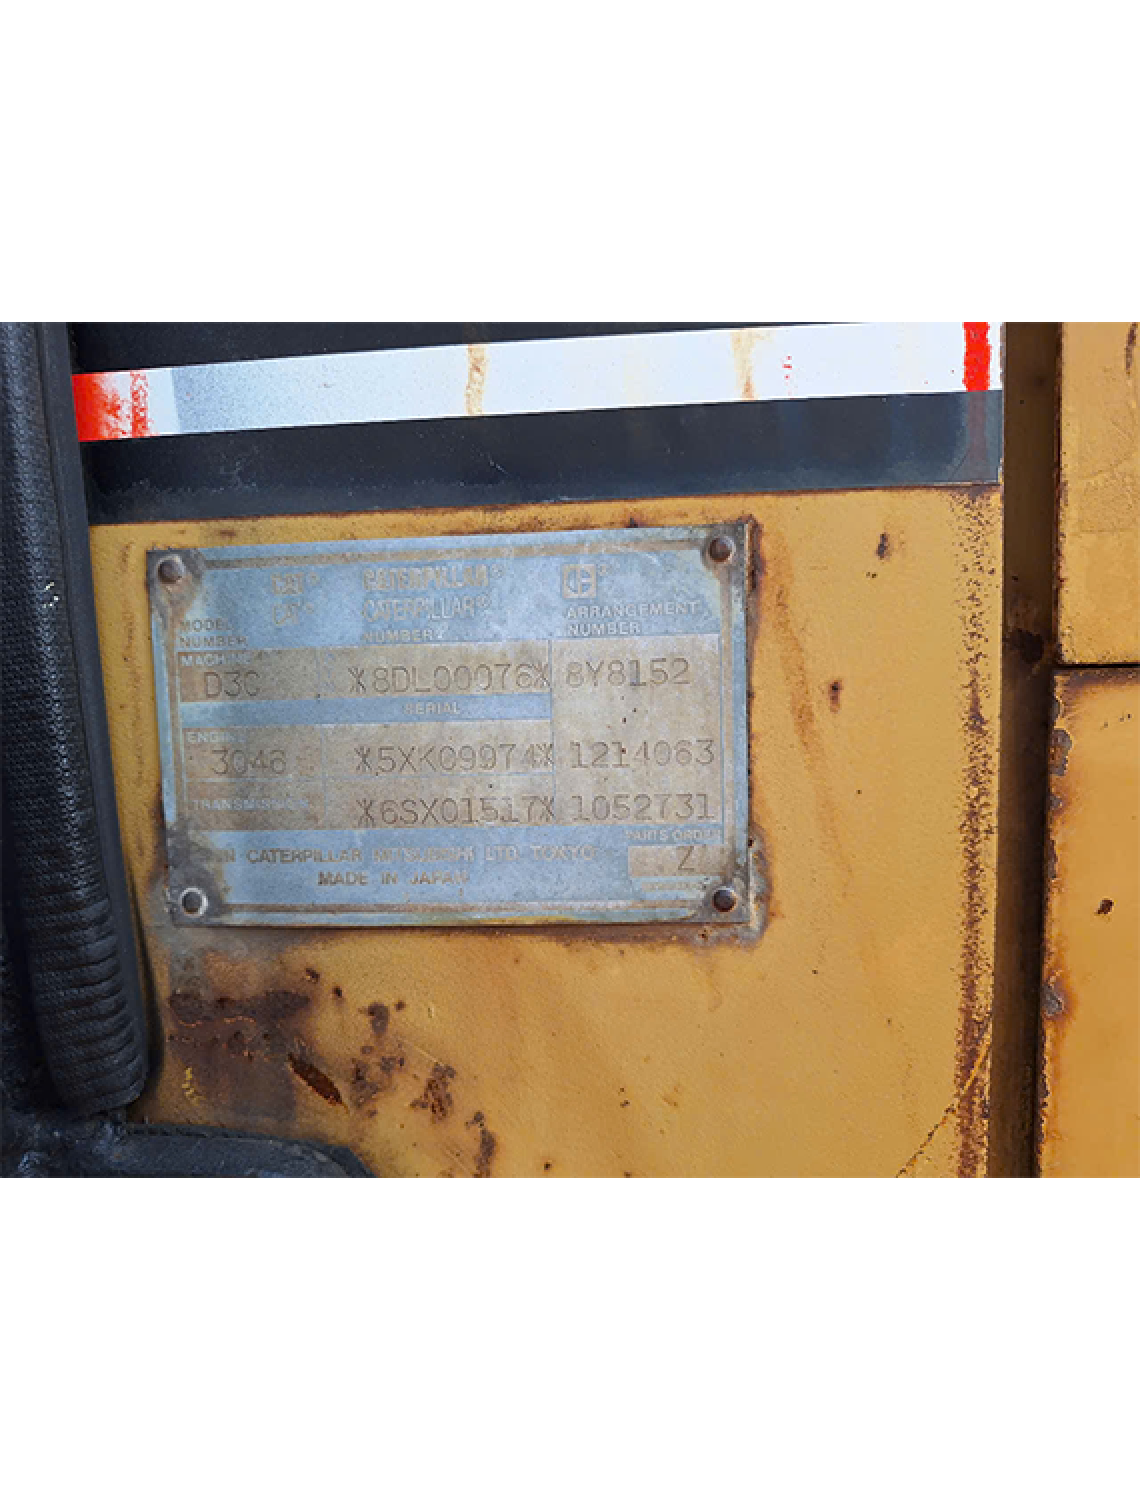 CAT® CATERPILLAR®
CAT® CATERPILLAR® ARRANGEMENT
MODEL NUMBER NUMBER NUMBER
MACHINE
D3C *8DL00076* 8Y8152
SERIAL
ENGINE
3046 *5XK09974* 1214063
TRANSMISSION *6SX01517* 1052731
PARTS ORDER
CATERPILLAR MITSUBISHI LTD. TOKYO Z
MADE IN JAPAN